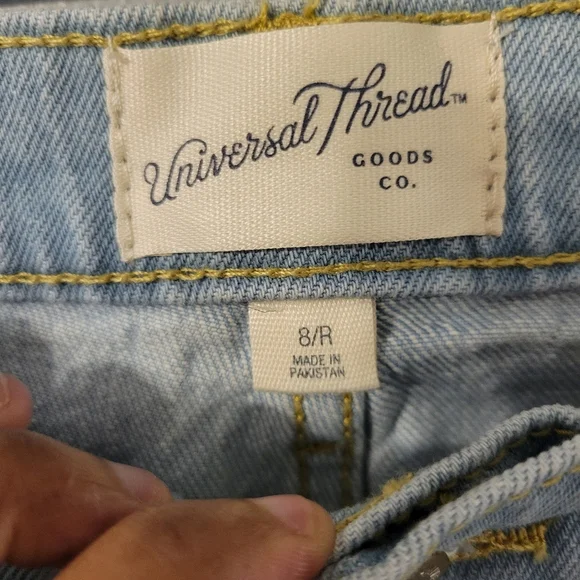 Universal Thread™
GOODS
CO.
8/R
MADE IN
PAKISTAN